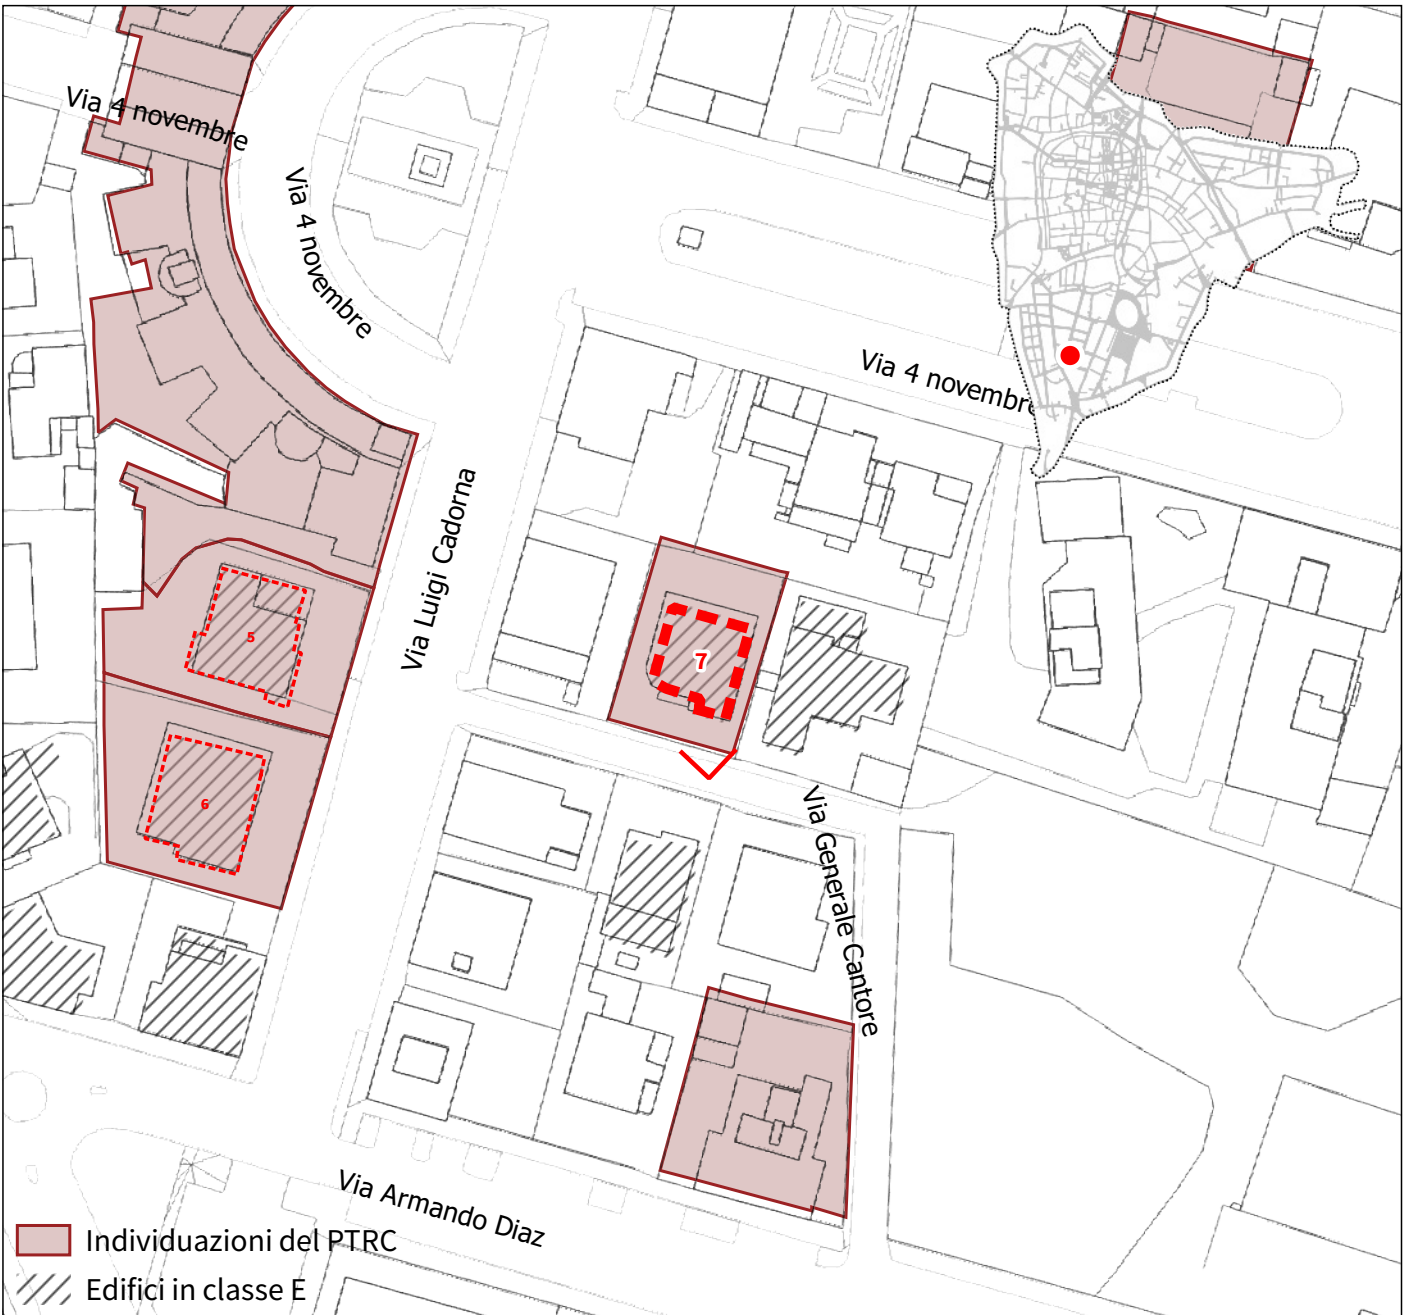 Via 4 novembre
Via 4 novembre
Via 4 novembre
Via Luigi Cadorna
5
7
6
Via Generale Cantore
Via Armando Diaz
Individuazioni del PTRC
Edifici in classe E